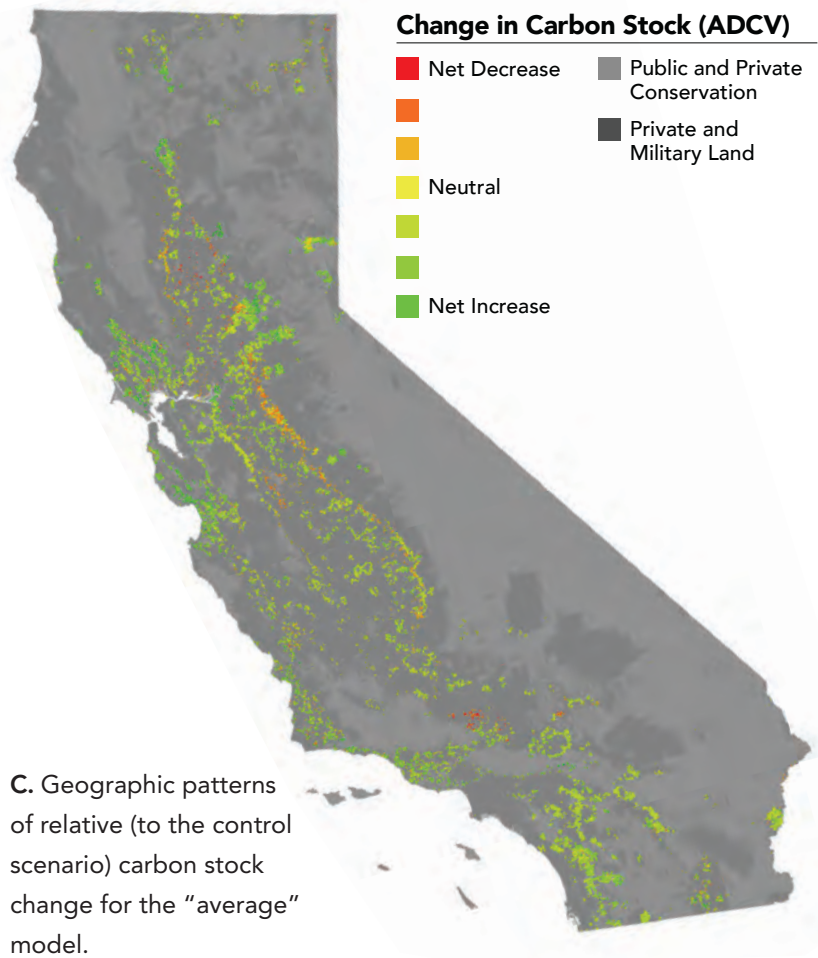 Change in Carbon Stock (ADCV)
Net Decrease
Neutral
Net Increase
Public and Private
Conservation
Private and
Military Land
C. Geographic patterns
of relative (to the control
scenario) carbon stock
change for the “average”
model.